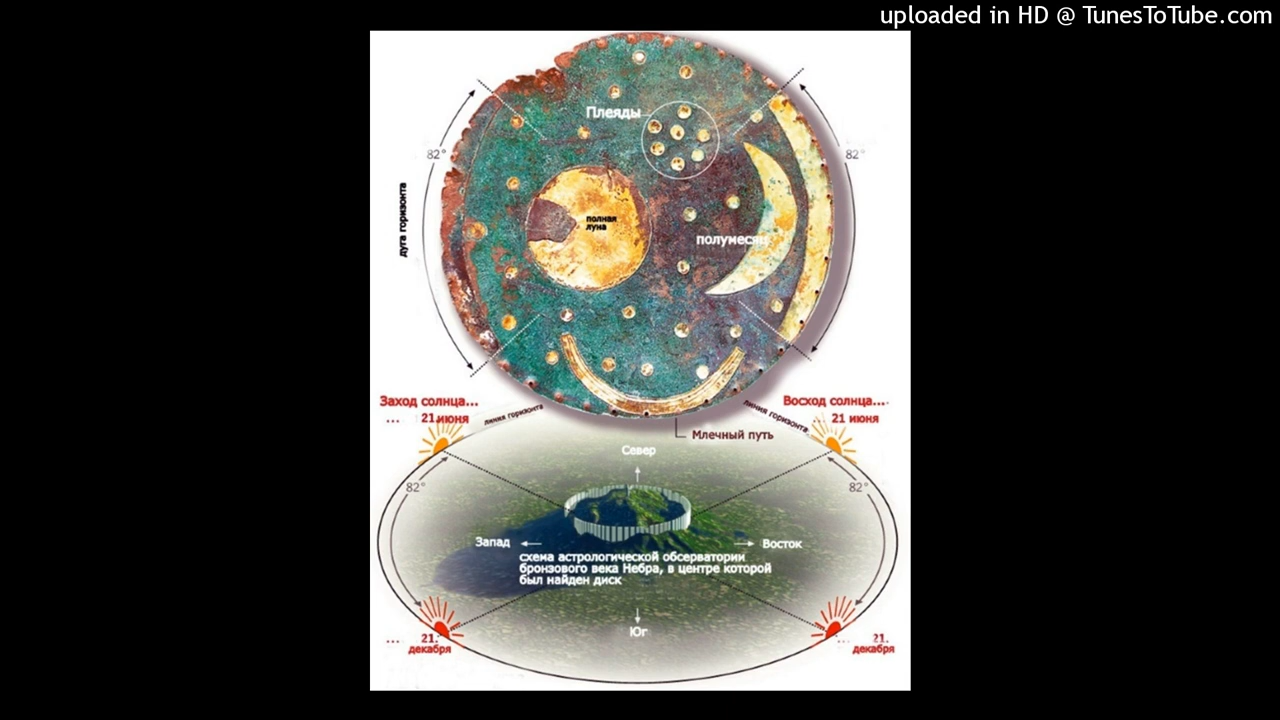 uploaded in HD @ TunesToTube.com
Плеяды
82°
82°
дуга горизонта
полная
луна
полумесяц
Заход солнца...
... 21.июня
линия горизонта
Восход солнца...
... 21 июня
линия горизонта
Млечный путь
Север
82°
82°
Запад
Восток
схема астрологической обсерватории
бронзового века Небра, в центре которой
был найден диск
Юг
... 21.
декабря
... 21.
декабря